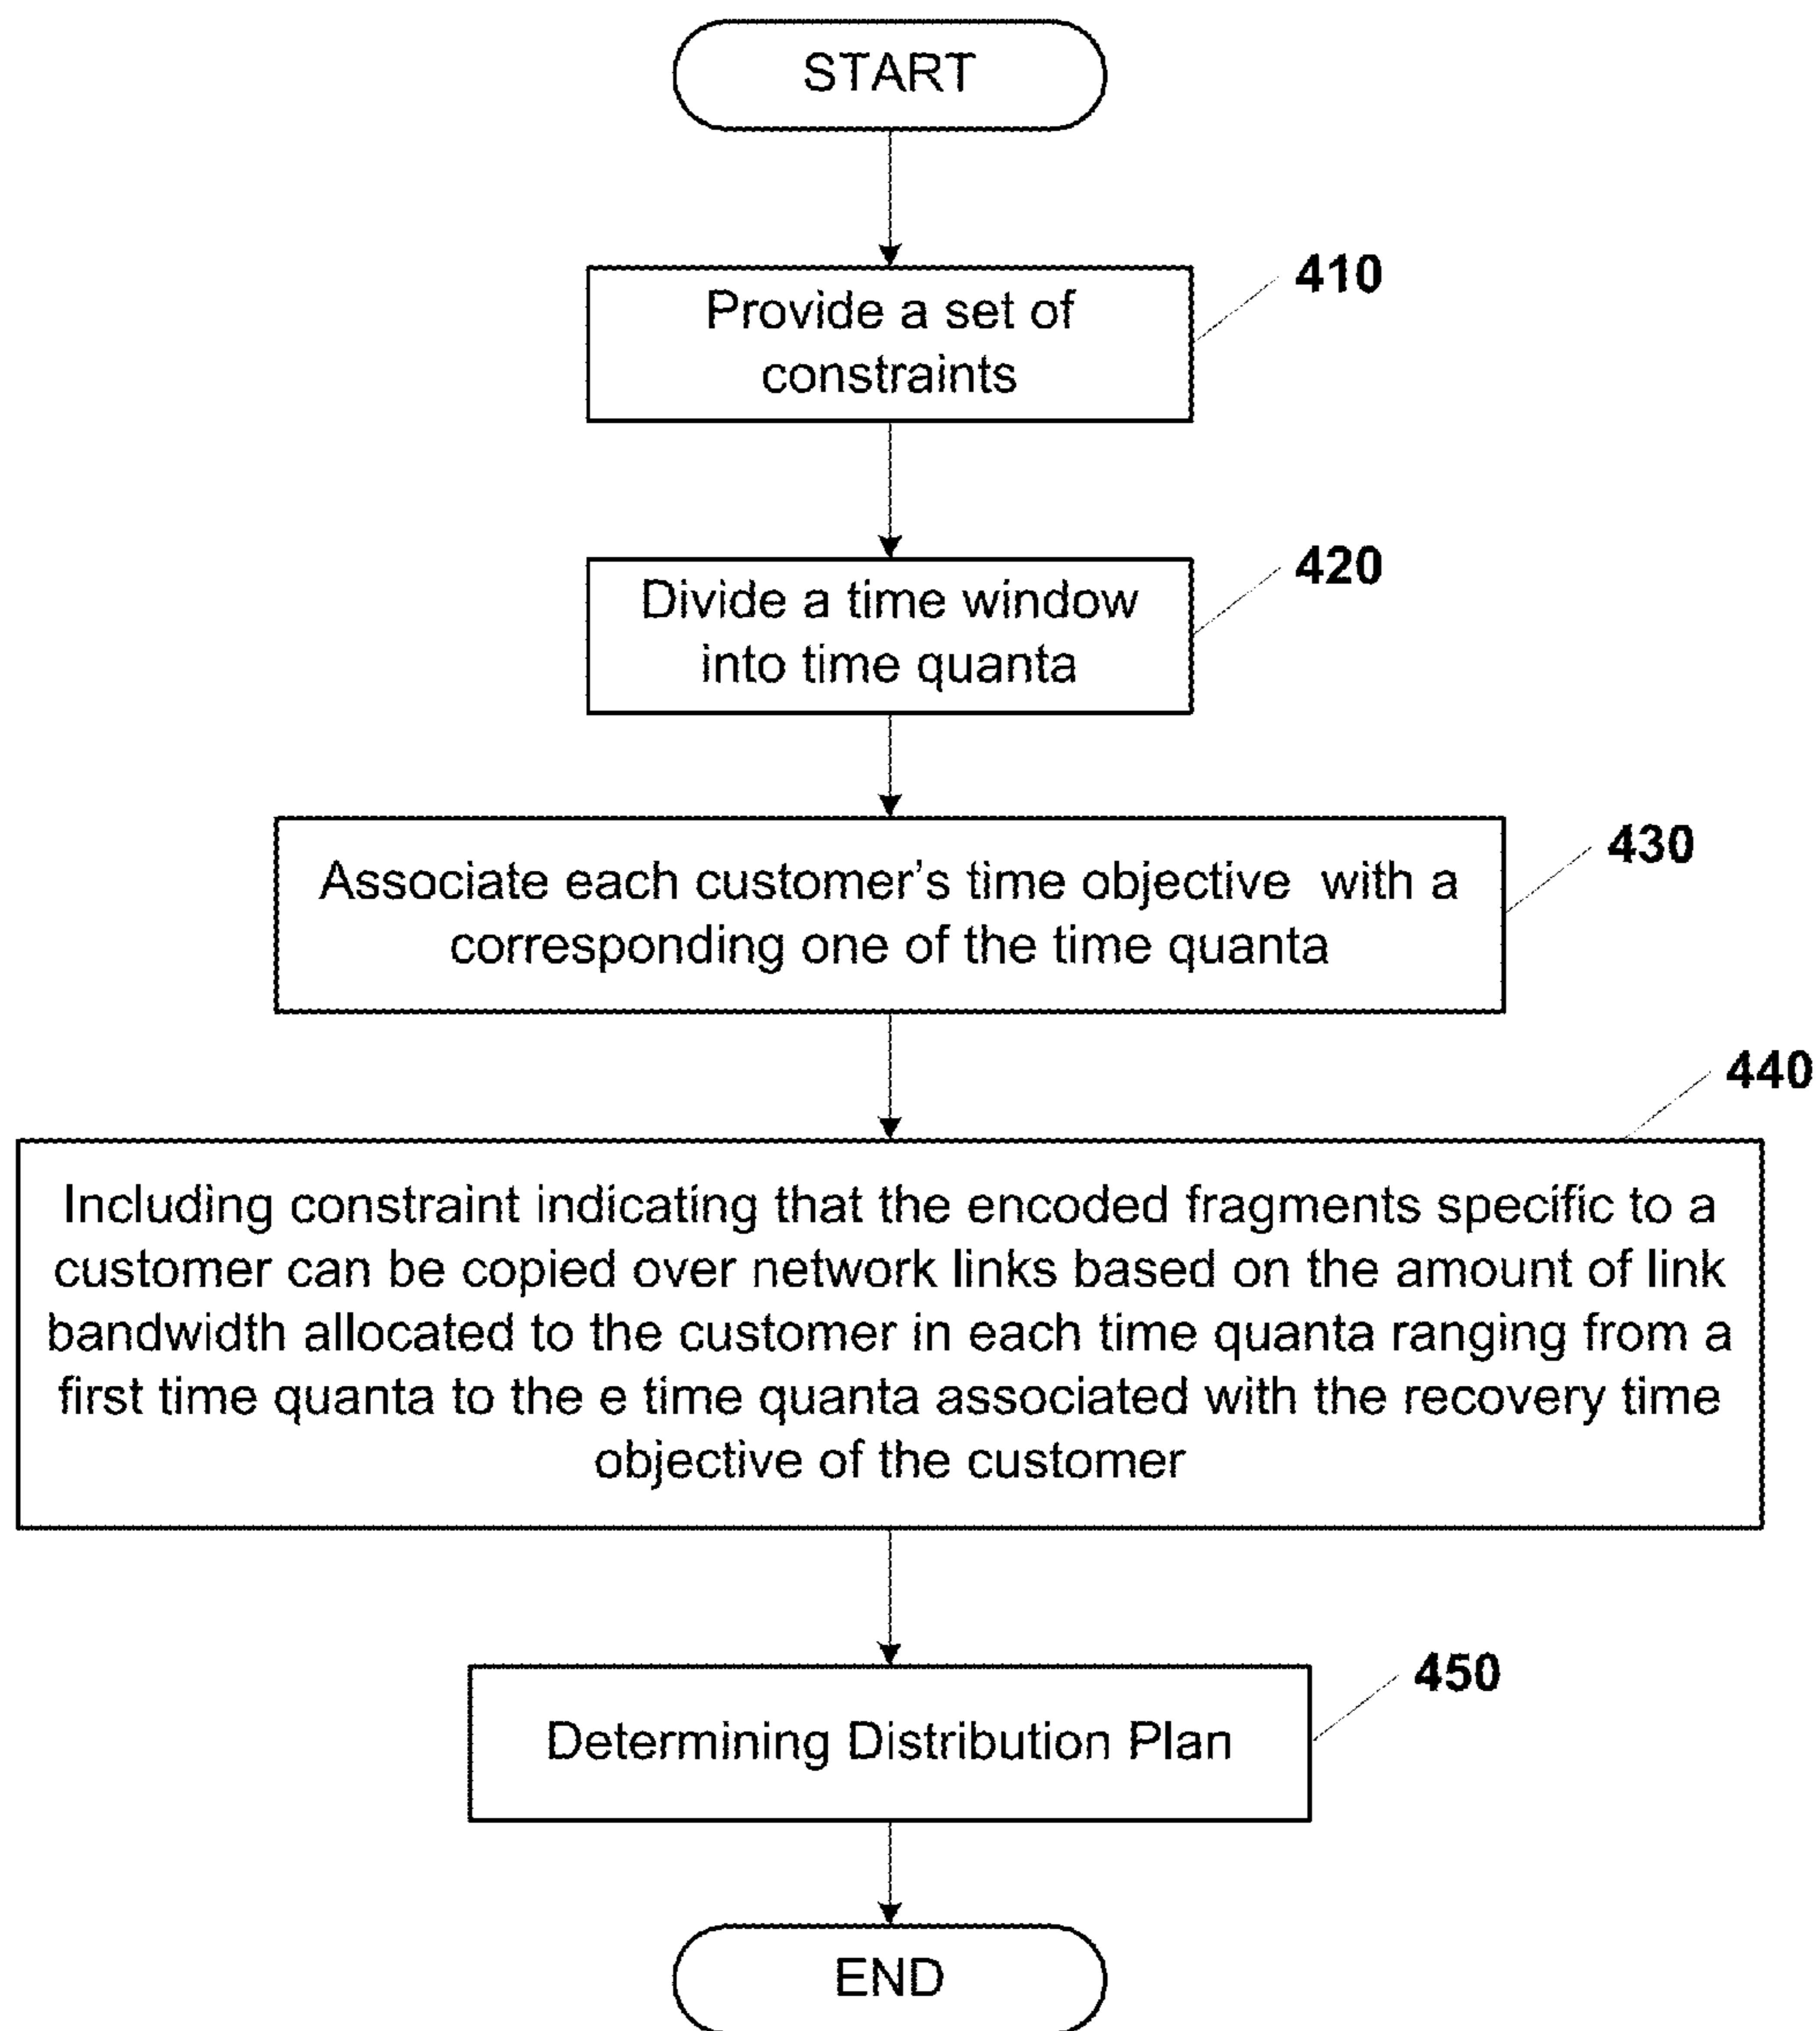 START
410
Provide a set of
constraints
420
Divide a time window
into time quanta
430
Associate each customer's time objective  with a
corresponding one of the time quanta
440
Including constraint indicating that the encoded fragments specific to a
customer can be copied over network links based on the amount of link
bandwidth allocated to the customer in each time quanta ranging from a
first time quanta to the e time quanta associated with the recovery time
objective of the customer
450
Determining Distribution Plan
END